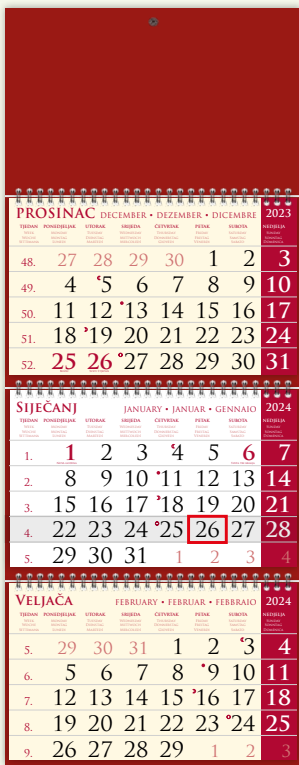 PROSINAC DECEMBER • DEZEMBER • DICEMBRE 2023
TJEDAN PONEDJELJAK UTORAK SRIJEDA ČETVRTAK PETAK SUBOTA NEDJELJA
48. 27 28 29 30 1 2 3
49. 4 5 6 7 8 9 10
50. 11 12 13 14 15 16 17
51. 18 19 20 21 22 23 24
52. 25 26 27 28 29 30 31
SIJEČANJ JANUARY • JANUAR • GENNAIO 2024
TJEDAN PONEDJELJAK UTORAK SRIJEDA ČETVRTAK PETAK SUBOTA NEDJELJA
1. 1 2 3 4 5 6 7
2. 8 9 10 11 12 13 14
3. 15 16 17 18 19 20 21
4. 22 23 24 25 26 27 28
5. 29 30 31 1 2 3 4
VELJAČA FEBRUARY • FEBRUAR • FEBBRAIO 2024
TJEDAN PONEDJELJAK UTORAK SRIJEDA ČETVRTAK PETAK SUBOTA NEDJELJA
5. 29 30 31 1 2 3 4
6. 5 6 7 8 9 10 11
7. 12 13 14 15 16 17 18
8. 19 20 21 22 23 24 25
9. 26 27 28 29 1 2 3